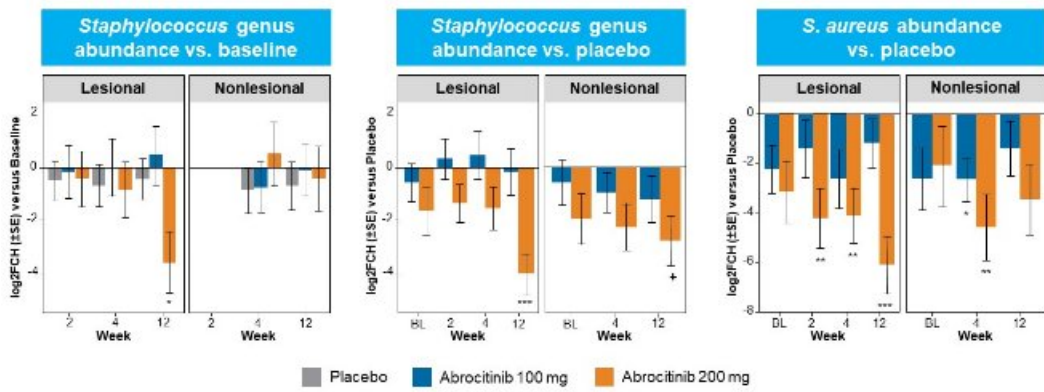 Staphylococcus genus
abundance vs. baseline
Staphylococcus genus
abundance vs. placebo
S. aureus abundance
vs. placebo
Lesional
Nonlesional
log2FCH (±SE) versus Baseline
2
0
-2
-4
*
2
4
12
2
4
12
Week
Week
Lesional
Nonlesional
log2FCH (±SE) versus Placebo
2
0
-2
-4
***
+
BL
2
4
12
BL
4
12
Week
Week
Lesional
Nonlesional
log2FCH (±SE) versus Placebo
0
-2
-4
-6
-8
**
**
***
*
**
BL
2
4
12
BL
4
12
Week
Week
Placebo
Abrocitinib 100 mg
Abrocitinib 200 mg